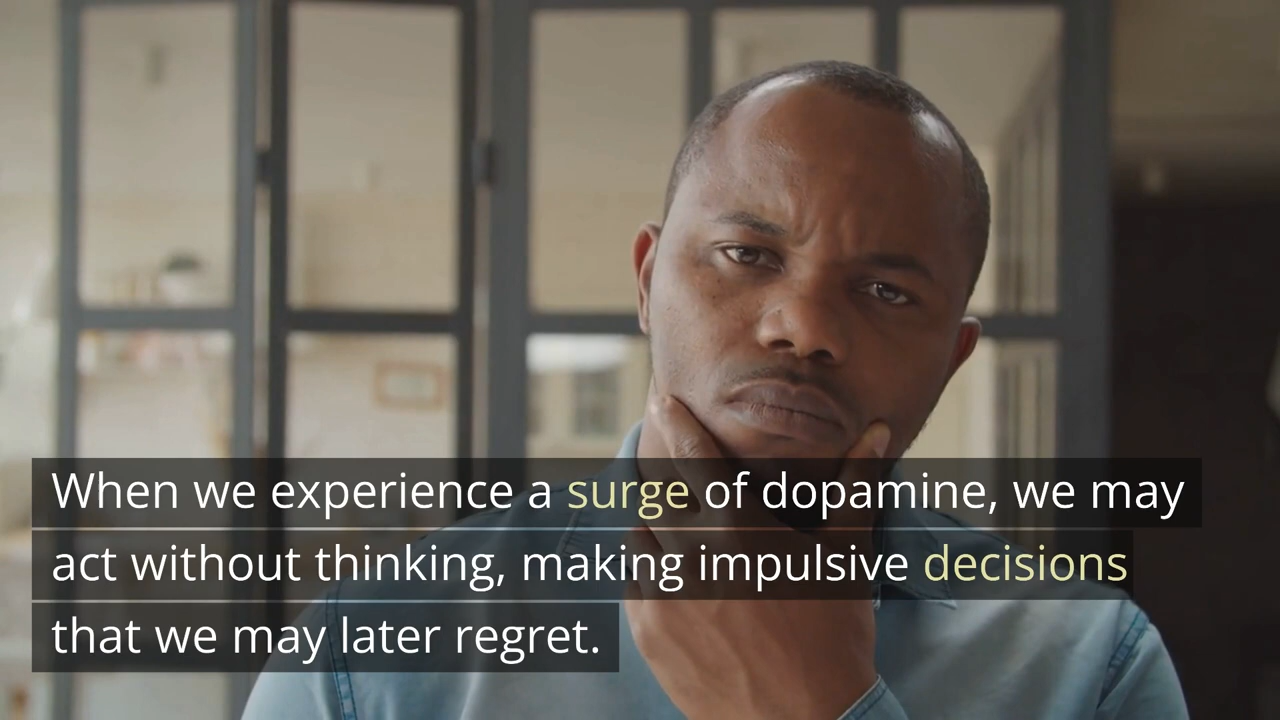 When we experience a surge of dopamine, we may
act without thinking, making impulsive decisions
that we may later regret.